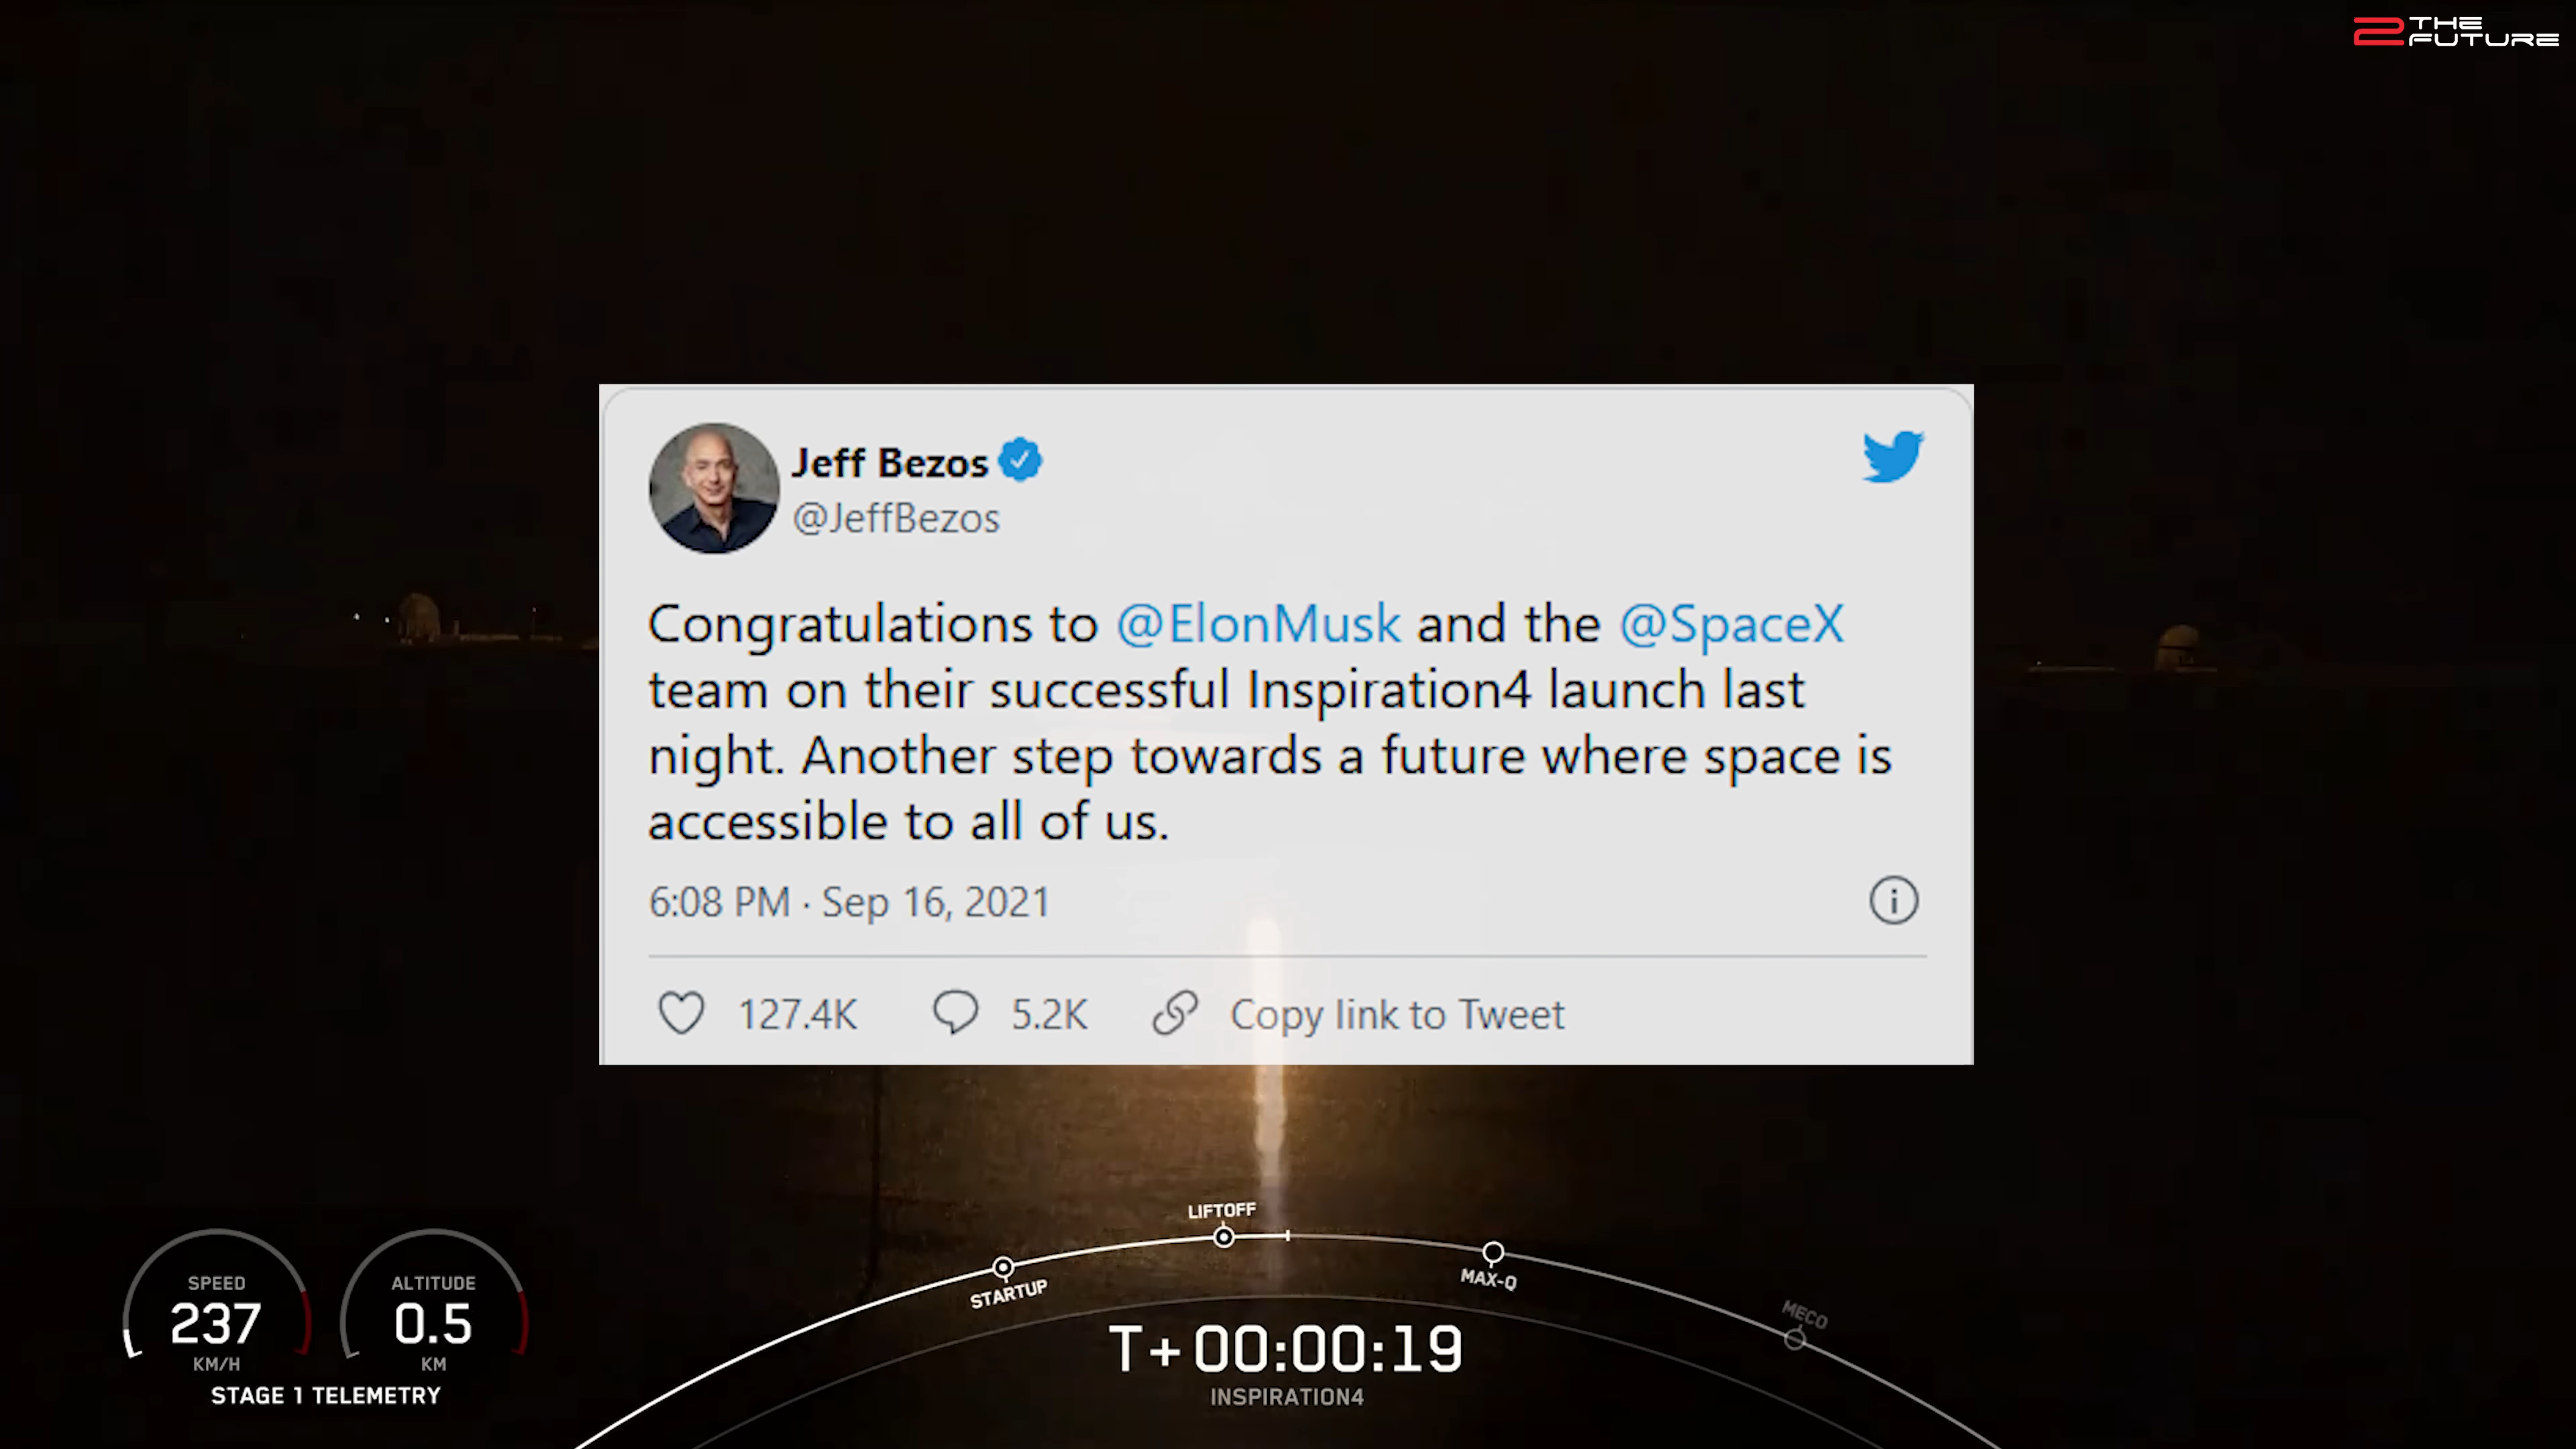 2 THE
FUTURE
Jeff Bezos
@JeffBezos
Congratulations to @ElonMusk and the @SpaceX
team on their successful Inspiration4 launch last
night. Another step towards a future where space is
accessible to all of us.
6:08 PM · Sep 16, 2021
127.4K 5.2K Copy link to Tweet
LIFTOFF
STARTUP
MAX-Q
MECO
SPEED
237
KM/H
ALTITUDE
0.5
KM
STAGE 1 TELEMETRY
T+00:00:19
INSPIRATION4